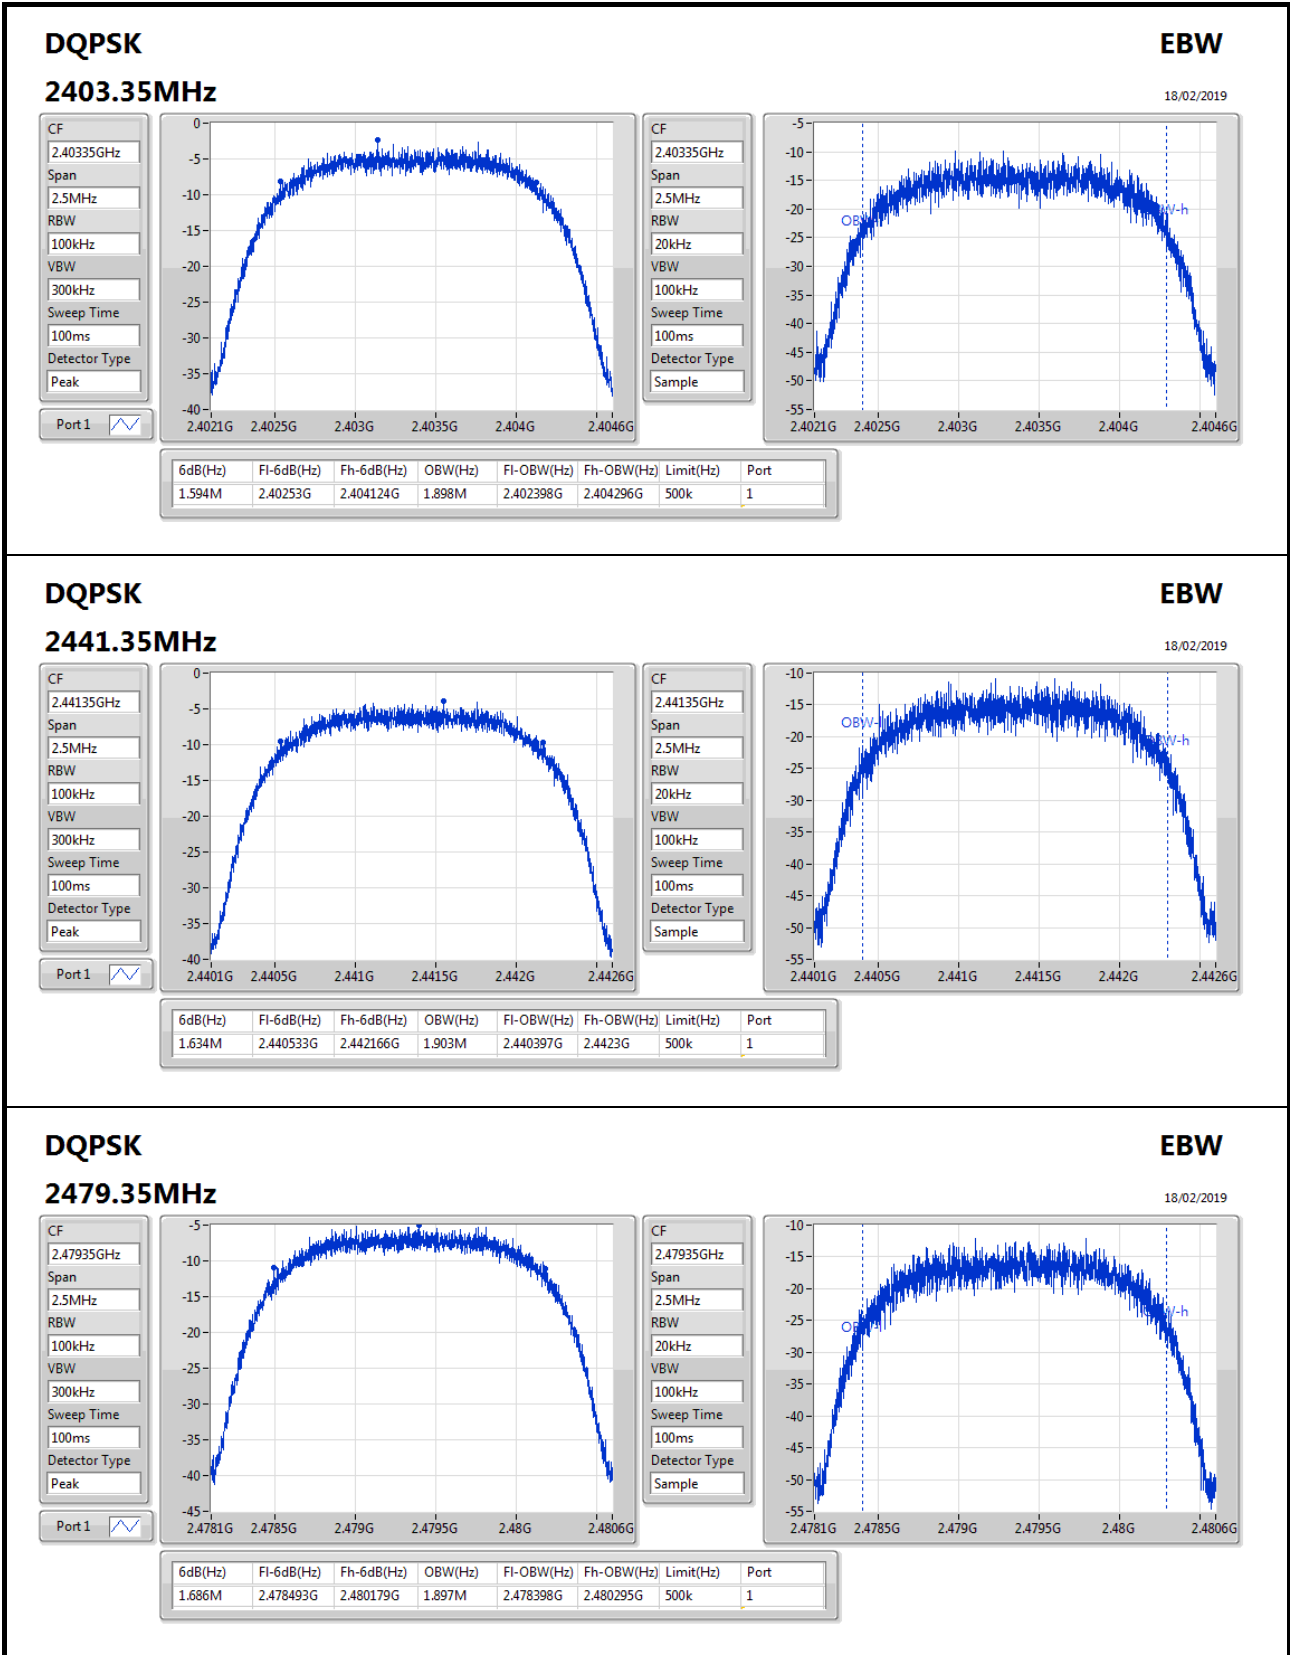 DQPSK EBW
2403.35MHz 18/02/2019
CF
2.40335GHz
Span
2.5MHz
RBW
100kHz
VBW
300kHz
Sweep Time
100ms
Detector Type
Peak
Port 1
0
-5
-10
-15
-20
-25
-30
-35
-40
2.4021G 2.4025G 2.403G 2.4035G 2.404G 2.4046G
CF
2.40335GHz
Span
2.5MHz
RBW
20kHz
VBW
100kHz
Sweep Time
100ms
Detector Type
Sample
-5
-10
-15
-20
-25
-30
-35
-40
-45
-50
-55
2.4021G 2.4025G 2.403G 2.4035G 2.404G 2.4046G
6dB(Hz) Fl-6dB(Hz) Fh-6dB(Hz) OBW(Hz) Fl-OBW(Hz) Fh-OBW(Hz) Limit(Hz) Port
1.594M 2.40253G 2.404124G 1.898M 2.402398G 2.404296G 500k 1
DQPSK EBW
2441.35MHz 18/02/2019
CF
2.44135GHz
Span
2.5MHz
RBW
100kHz
VBW
300kHz
Sweep Time
100ms
Detector Type
Peak
Port 1
0
-5
-10
-15
-20
-25
-30
-35
-40
2.4401G 2.4405G 2.441G 2.4415G 2.442G 2.4426G
CF
2.44135GHz
Span
2.5MHz
RBW
20kHz
VBW
100kHz
Sweep Time
100ms
Detector Type
Sample
-10
-15
-20
-25
-30
-35
-40
-45
-50
-55
2.4401G 2.4405G 2.441G 2.4415G 2.442G 2.4426G
6dB(Hz) Fl-6dB(Hz) Fh-6dB(Hz) OBW(Hz) Fl-OBW(Hz) Fh-OBW(Hz) Limit(Hz) Port
1.634M 2.440533G 2.442166G 1.903M 2.440397G 2.4423G 500k 1
DQPSK EBW
2479.35MHz 18/02/2019
CF
2.47935GHz
Span
2.5MHz
RBW
100kHz
VBW
300kHz
Sweep Time
100ms
Detector Type
Peak
Port 1
-5
-10
-15
-20
-25
-30
-35
-40
-45
2.4781G 2.4785G 2.479G 2.4795G 2.48G 2.4806G
CF
2.47935GHz
Span
2.5MHz
RBW
20kHz
VBW
100kHz
Sweep Time
100ms
Detector Type
Sample
-10
-15
-20
-25
-30
-35
-40
-45
-50
-55
2.4781G 2.4785G 2.479G 2.4795G 2.48G 2.4806G
6dB(Hz) Fl-6dB(Hz) Fh-6dB(Hz) OBW(Hz) Fl-OBW(Hz) Fh-OBW(Hz) Limit(Hz) Port
1.686M 2.478493G 2.480179G 1.897M 2.478398G 2.480295G 500k 1